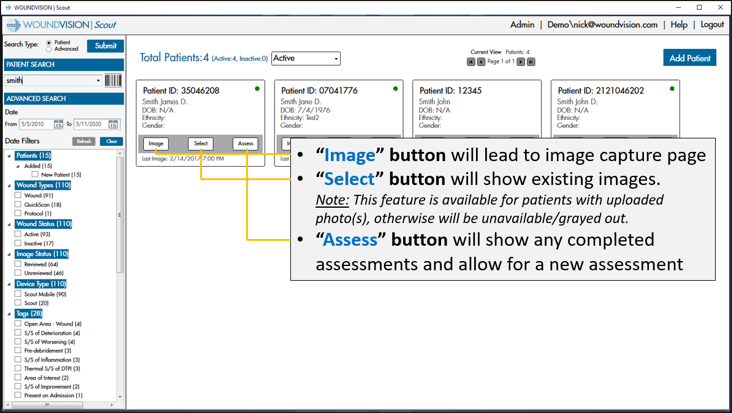 WOUNDVISION | Scout
WOUNDVISION | Scout
Admin | Demo\nick@woundvision.com | Help | Logout
Search Type: Patient Advanced Submit
PATIENT SEARCH
smith
ADVANCED SEARCH
Date
From 5/5/2010 15 To 5/11/2020 15
Date Filters Refresh Clear
Patients (15)
Added (15)
New Patient (15)
Wound Types (110)
Wound (91)
QuickScan (18)
Protocol (1)
Wound Status (110)
Active (93)
Inactive (17)
Image Status (110)
Reviewed (64)
Unreviewed (46)
Device Type (110)
Scout Mobile (90)
Scout (20)
Tags (28)
Open Area - Wound (4)
S/S of Deterioration (4)
S/S of Worsening (4)
Pre-debridement (3)
S/S of Inflammation (3)
Thermal S/S of DTPI (3)
Area of Interest (2)
S/S of Improvement (2)
Present on Admission (1)
Total Patients: 4 (Active:4, Inactive:0) Active
Current View Patients: 4
Page 1 of 1
Add Patient
Patient ID: 35046208
Smith James D.
DOB: N/A
Ethnicity:
Gender:
Image Select Assess
Last Image: 2/14/2017 7:00 PM
Patient ID: 07041776
Smith Jane D.
DOB: 7/4/1976
Ethnicity: Test2
Gender:
Patient ID: 12345
Smith John
DOB: N/A
Ethnicity:
Gender:
Patient ID: 2121046202
Smith John D.
DOB: N/A
Ethnicity:
Gender:
• “Image” button will lead to image capture page
• “Select” button will show existing images.
Note: This feature is available for patients with uploaded
photo(s), otherwise will be unavailable/grayed out.
• “Assess” button will show any completed
assessments and allow for a new assessment